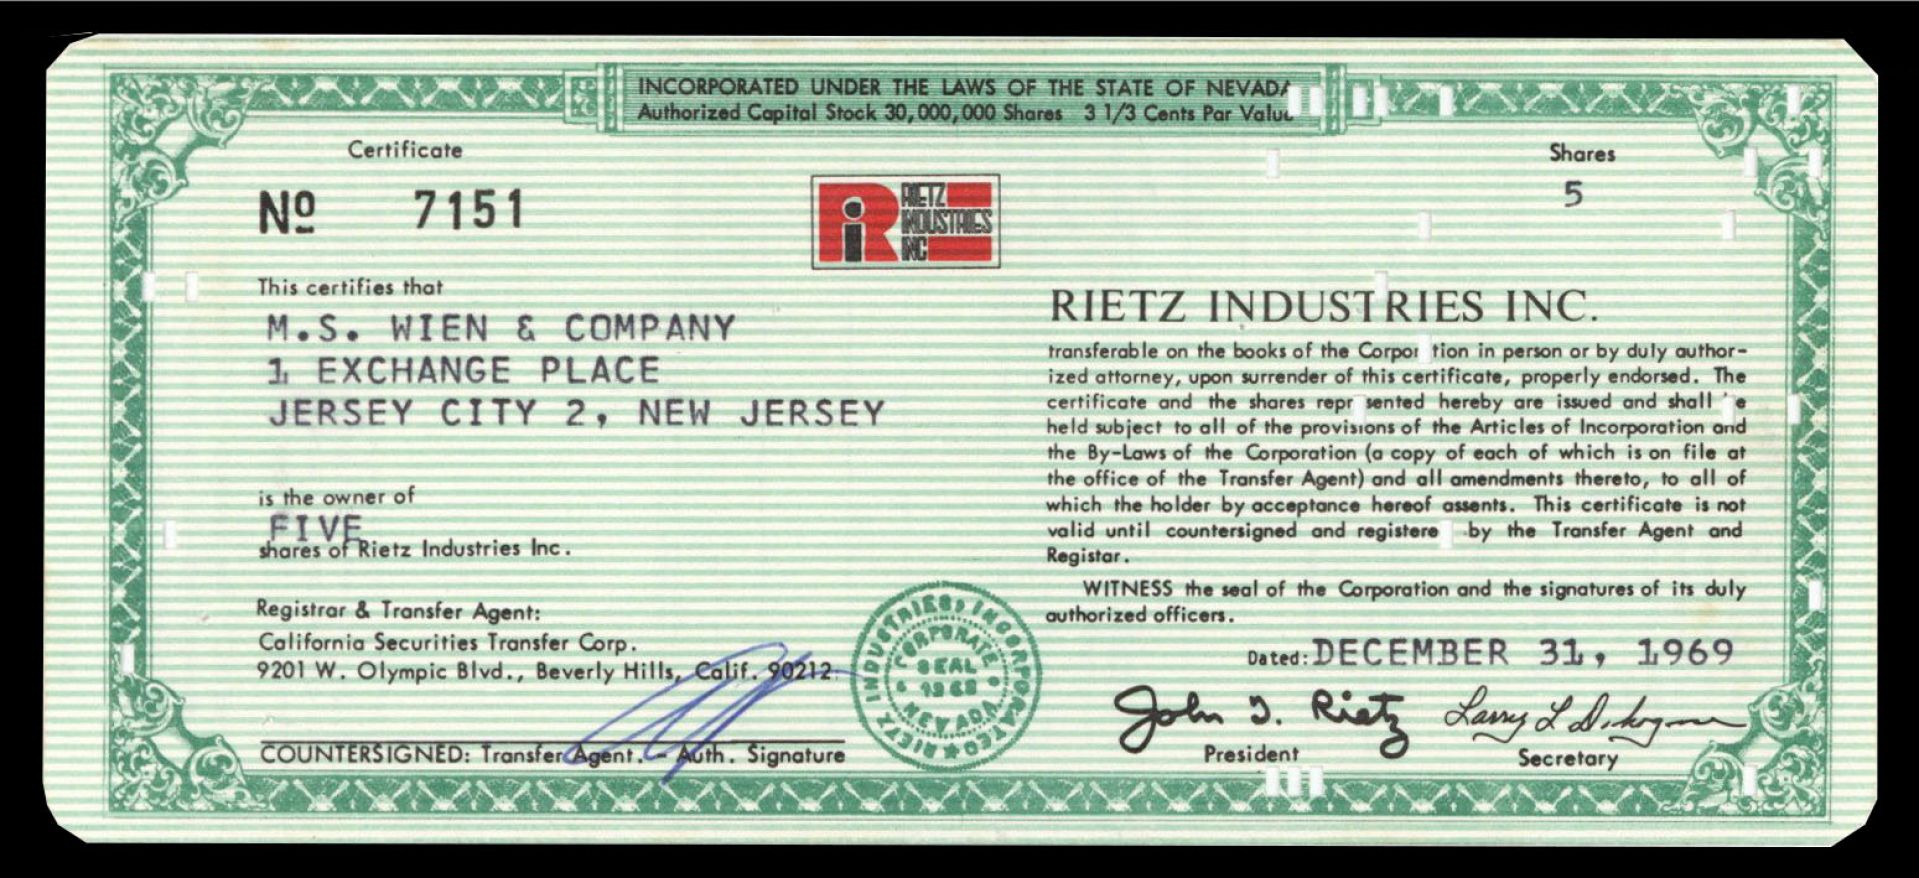 INCORPORATED UNDER THE LAWS OF THE STATE OF NEVADA
Authorized Capital Stock 30,000,000 Shares 3 1/3 Cents Par Value
Certificate
Shares
No 7151
5
RIETZ
INDUSTRIES
INC
This certifies that
M.S. WIEN & COMPANY
1 EXCHANGE PLACE
JERSEY CITY 2, NEW JERSEY
is the owner of
FIVE
shares of Rietz Industries Inc.
Registrar & Transfer Agent:
California Securities Transfer Corp.
9201 W. Olympic Blvd., Beverly Hills, Calif. 90212
COUNTERSIGNED: Transfer Agent. - Auth. Signature
RIETZ INDUSTRIES, INCORPORATED
CORPORATE
SEAL
1968
NEVADA
RIETZ INDUSTRIES INC.
transferable on the books of the Corpor tion in person or by duly author-
ized attorney, upon surrender of this certificate, properly endorsed. The
certificate and the shares repr sented hereby are issued and shall e
held subject to all of the provisions of the Articles of Incorporation and
the By-Laws of the Corporation (a copy of each of which is on file at
the office of the Transfer Agent) and all amendments thereto, to all of
which the holder by acceptance hereof assents. This certificate is not
valid until countersigned and registere by the Transfer Agent and
Registrar.
WITNESS the seal of the Corporation and the signatures of its duly
authorized officers.
Dated: DECEMBER 31, 1969
John J. Rietz
President
Larry L
Secretary